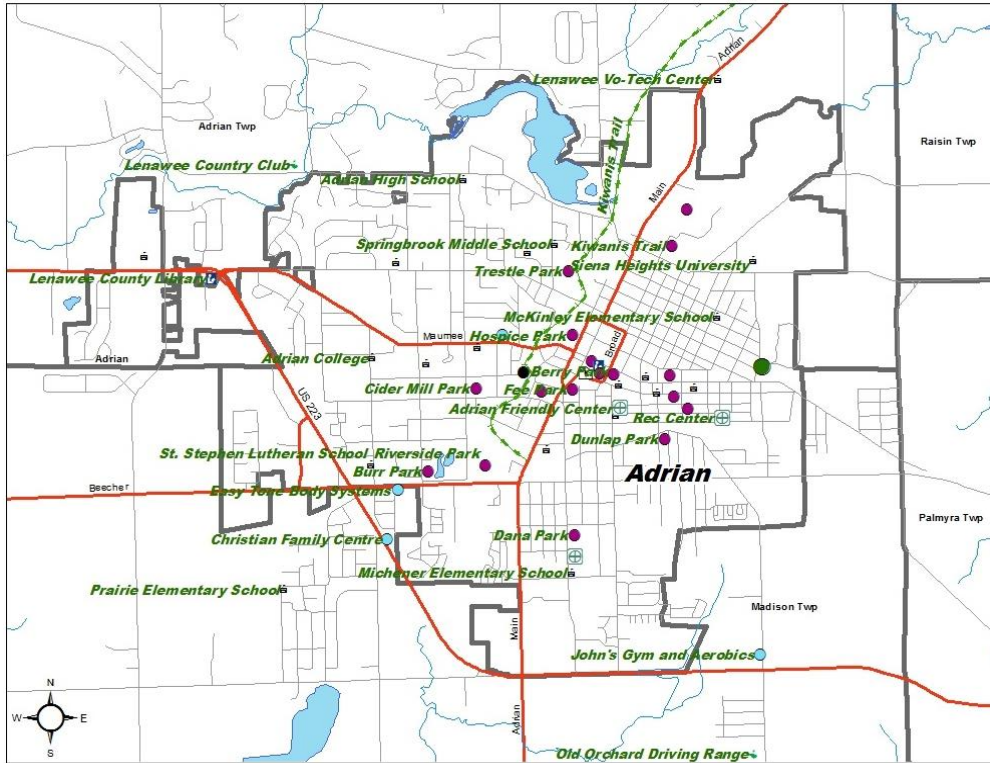 Adrian
Lenawee Vo-Tech Center
Adrian Twp
Raisin Twp
Lenawee Country Club
Kiwanis Trail
Adrian High School
Main
Springbrook Middle School
Kiwanis Trail
Trestle Park
Siena Heights University
Lenawee County Library
McKinley Elementary School
Maumee
Hospice Park
Broad
Adrian
Adrian College
Berry Park
Cider Mill Park
Fee Park
US 223
Adrian Friendly Center
Rec Center
Dunlap Park
St. Stephen Lutheran School
Riverside Park
Burr Park
Adrian
Beecher
Easy Tone Body Systems
Palmyra Twp
Christian Family Centre
Dana Park
Michener Elementary School
Prairie Elementary School
Madison Twp
Main
John's Gym and Aerobics
N
W
E
S
Adrian
Old Orchard Driving Range